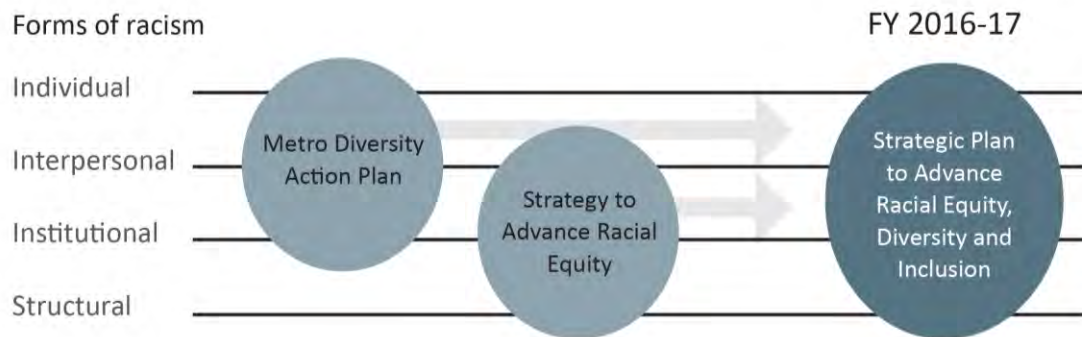 Forms of racism
FY 2016-17
Individual
Interpersonal
Institutional
Structural
Metro Diversity
Action Plan
Strategy to
Advance Racial
Equity
Strategic Plan
to Advance
Racial Equity,
Diversity and
Inclusion